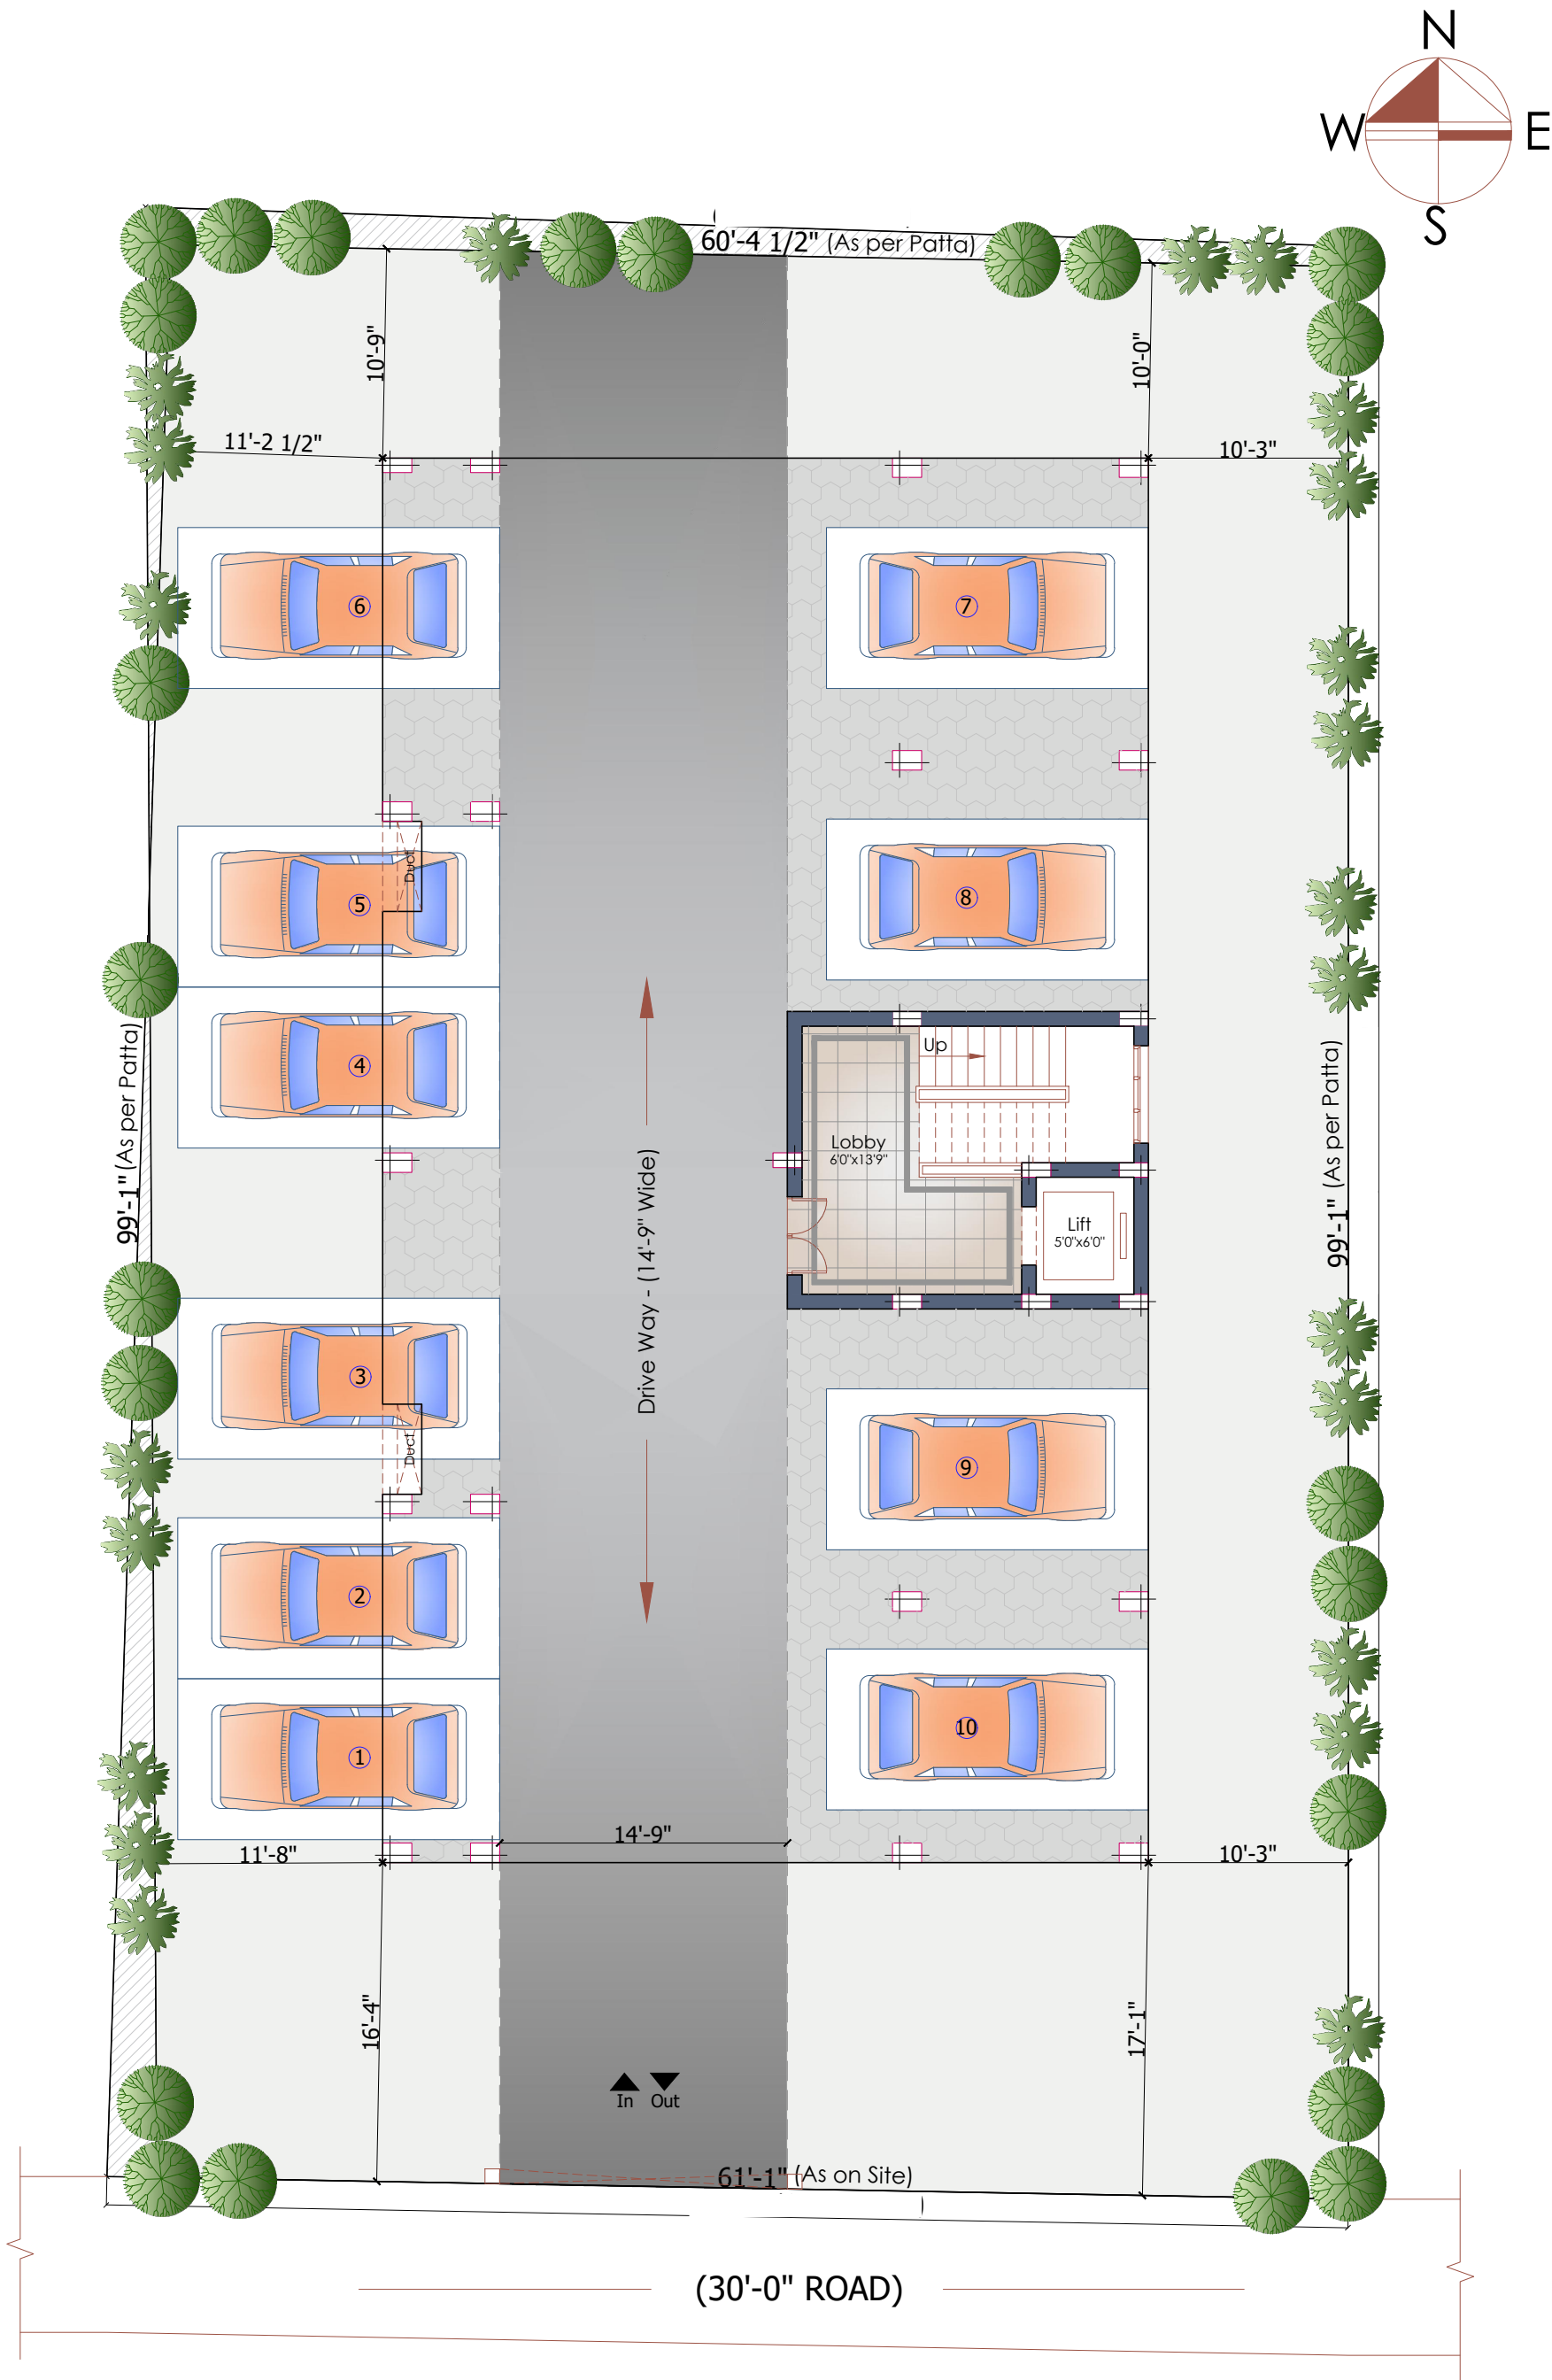 N
W E
S
60'-4 1/2" (As per Patta)
10'-9"
10'-0"
11'-2 1/2"
10'-3"
6
7
5
Duct
8
4
Up
Lobby
6'0"x13'9"
Lift
5'0"x6'0"
99'-1" (As per Patta)
99'-1" (As per Patta)
Drive Way - (14'-9" Wide)
3
Duct
9
2
10
1
14'-9"
11'-8"
10'-3"
16'-4"
17'-1"
In Out
61'-1" (As on Site)
(30'-0" ROAD)